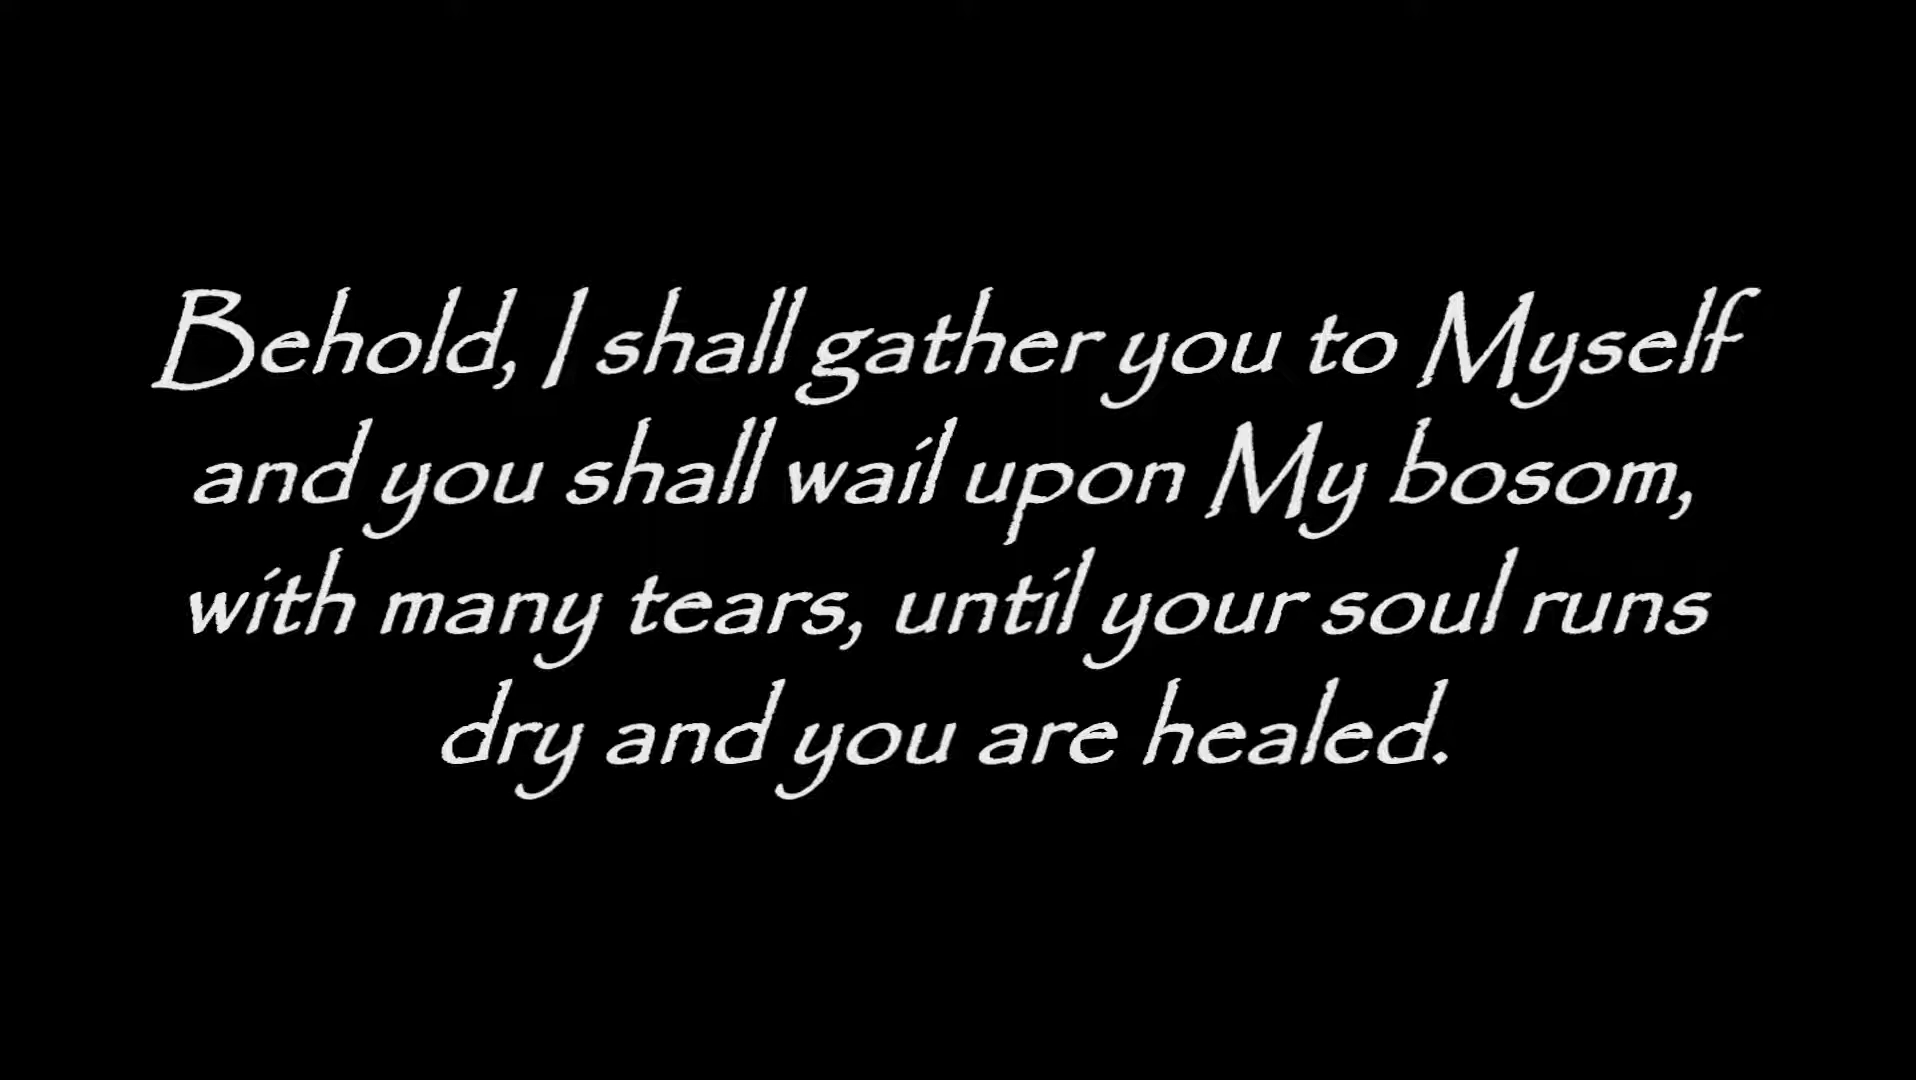 Behold, I shall gather you to Myself
and you shall wail upon My bosom,
with many tears, until your soul runs
dry and you are healed.